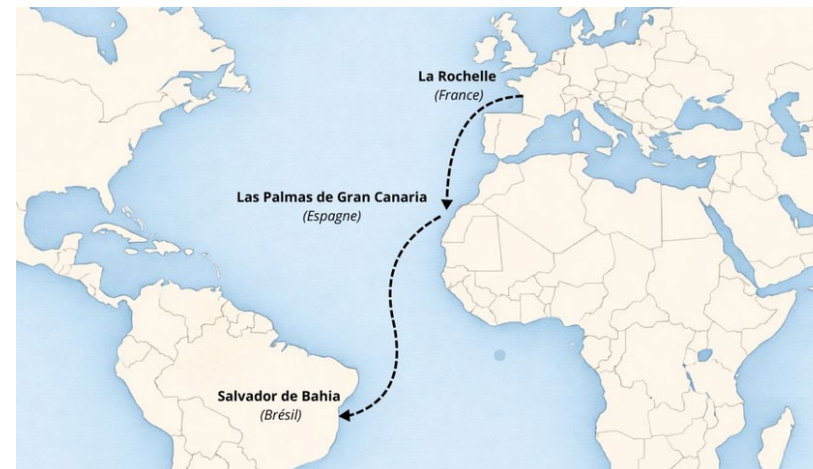 La Rochelle
(France)
Las Palmas de Gran Canaria
(Espagne)
Salvador de Bahia
(Brésil)